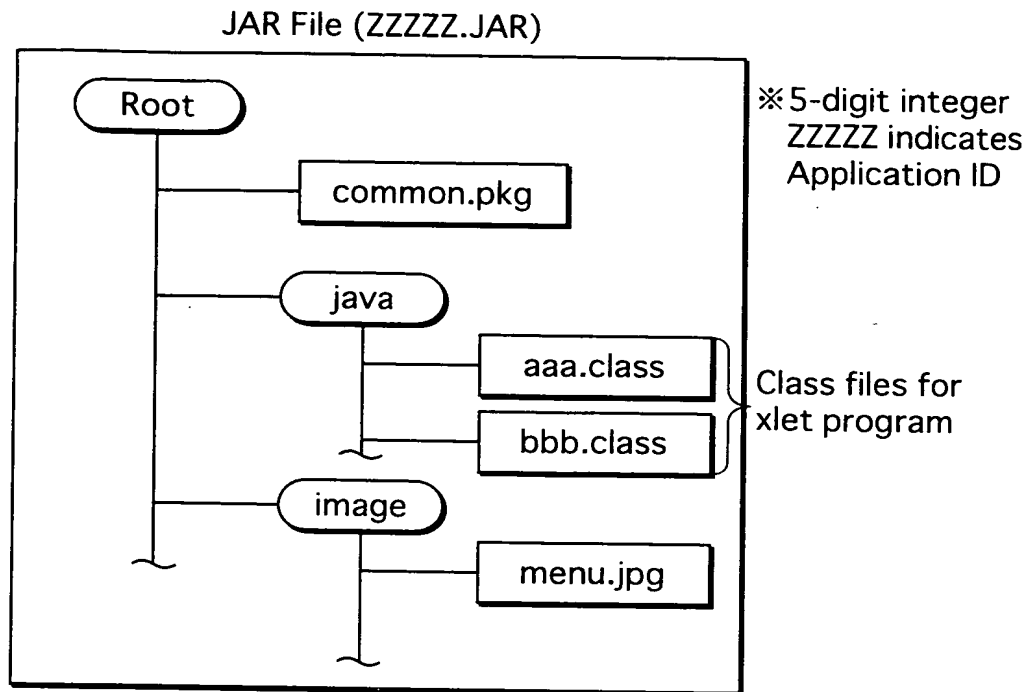 JAR File (ZZZZZ.JAR)
Root
※5-digit integer
ZZZZZ indicates
Application ID
common.pkg
java
aaa.class
bbb.class
Class files for
xlet program
image
menu.jpg